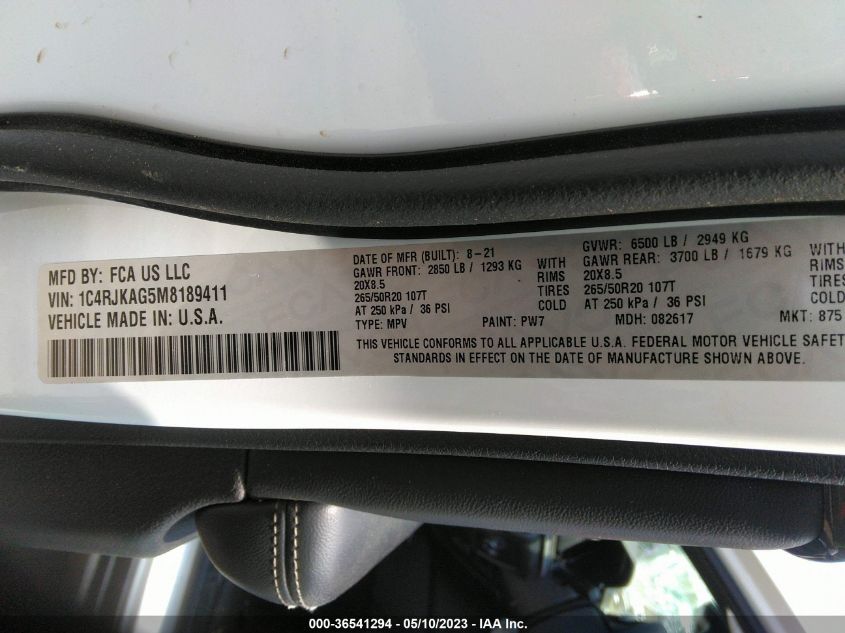 MFD BY: FCA US LLC
VIN: 1C4RJKAG5M8189411
VEHICLE MADE IN: U.S.A.
DATE OF MFR (BUILT): 8-21
GAWR FRONT: 2850 LB / 1293 KG WITH
20X8.5 RIMS
265/50R20 107T TIRES
AT 250 kPa / 36 PSI COLD
GVWR: 6500 LB / 2949 KG
GAWR REAR: 3700 LB / 1679 KG WITH
20X8.5 RIMS
265/50R20 107T TIRES
AT 250 kPa / 36 PSI COLD
TYPE: MPV PAINT: PW7 MDH: 082617 MKT: 875
THIS VEHICLE CONFORMS TO ALL APPLICABLE U.S.A. FEDERAL MOTOR VEHICLE SAFET
STANDARDS IN EFFECT ON THE DATE OF MANUFACTURE SHOWN ABOVE.
000-36541294 - 05/10/2023 - IAA Inc.